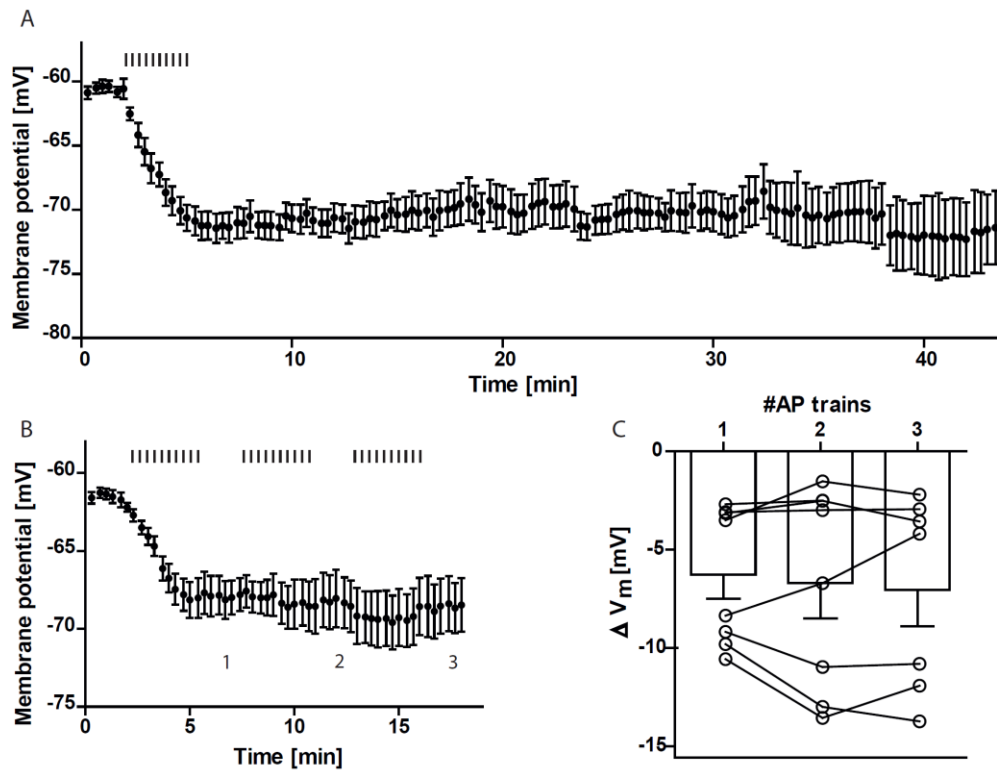 A
Membrane potential [mV]
-60
-65
-70
-75
-80
0 10 20 30 40
Time [min]
B
Membrane potential [mV]
-60
-65
-70
-75
1 2 3
0 5 10 15
Time [min]
C
#AP trains
1 2 3
Δ Vm [mV]
0
-5
-10
-15